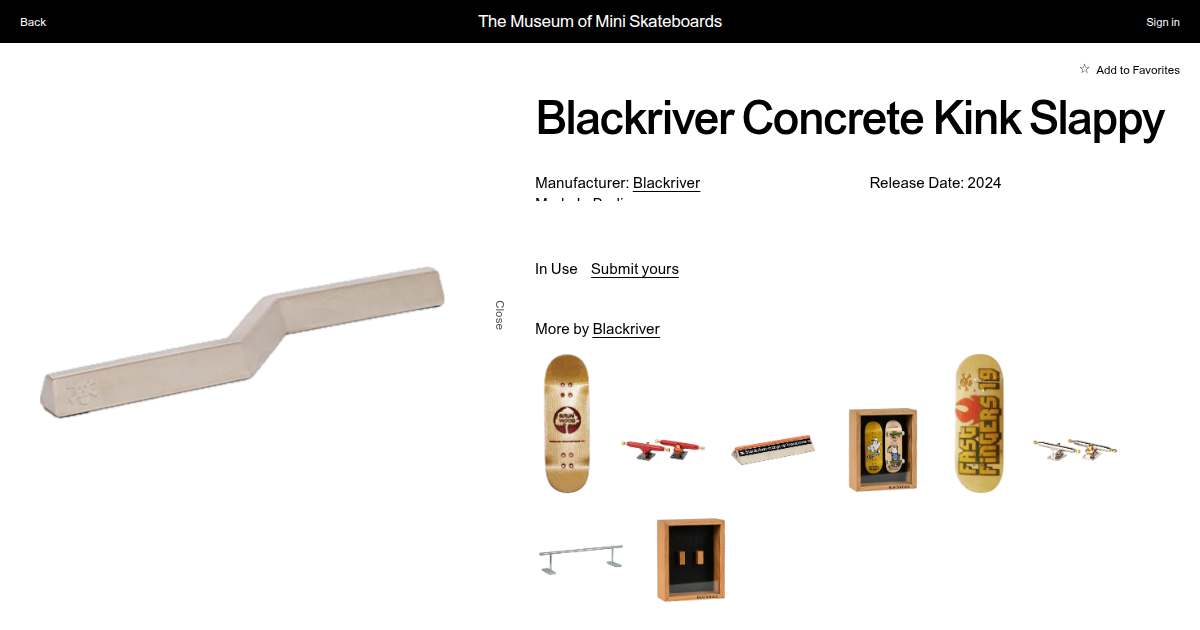 Back
The Museum of Mini Skateboards
Sign in
☆ Add to Favorites
Blackriver Concrete Kink Slappy
Manufacturer: Blackriver
Release Date: 2024
In Use
Submit yours
Close
More by Blackriver
FAST FINGERS 19